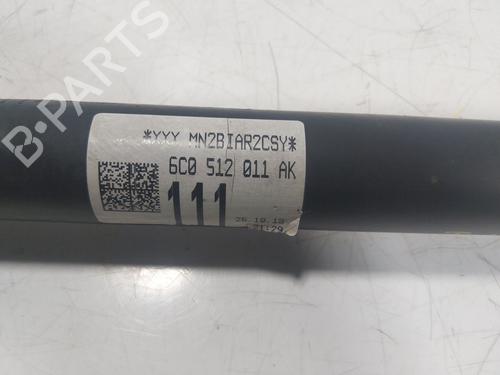 *YYY MN2BIAR2CSY*
6C0 512 011 AK
111
B-PARTS